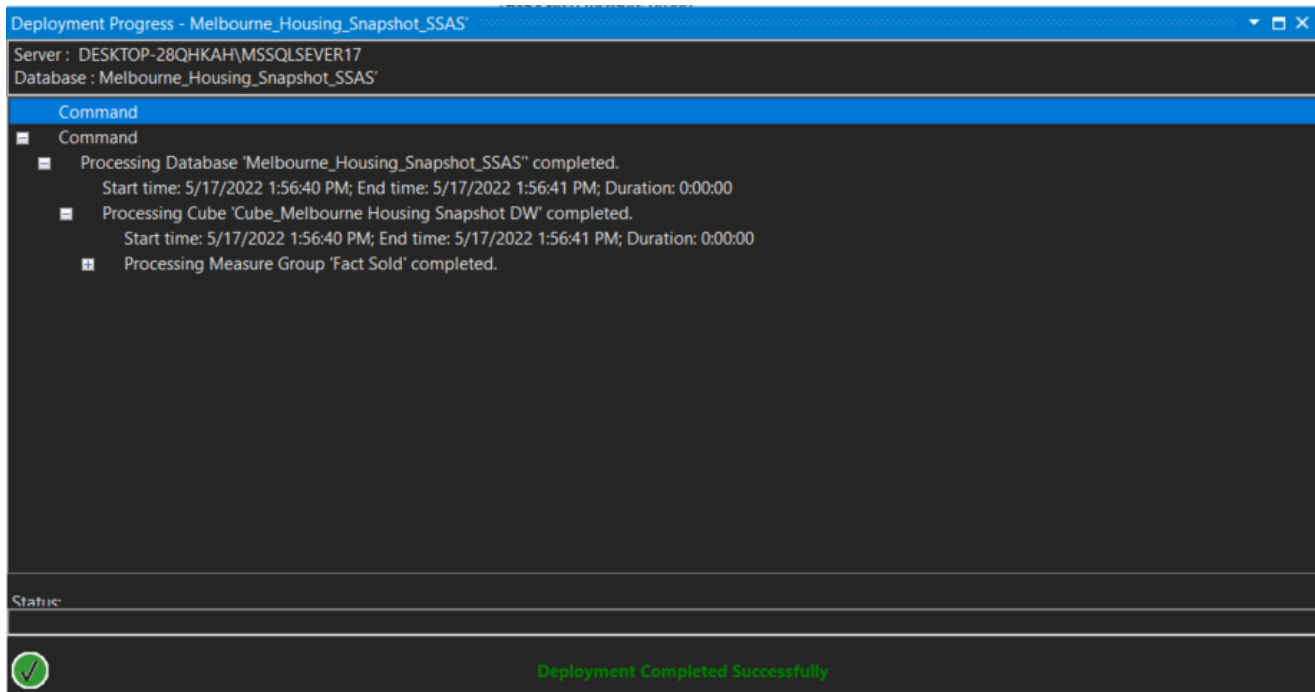 Deployment Progress - Melbourne_Housing_Snapshot_SSAS'
Server : DESKTOP-28QHKAH\MSSQLSEVER17
Database : Melbourne_Housing_Snapshot_SSAS'
Command
Command
Processing Database 'Melbourne_Housing_Snapshot_SSAS'' completed.
Start time: 5/17/2022 1:56:40 PM; End time: 5/17/2022 1:56:41 PM; Duration: 0:00:00
Processing Cube 'Cube_Melbourne Housing Snapshot DW' completed.
Start time: 5/17/2022 1:56:40 PM; End time: 5/17/2022 1:56:41 PM; Duration: 0:00:00
Processing Measure Group 'Fact Sold' completed.
Status:
Deployment Completed Successfully